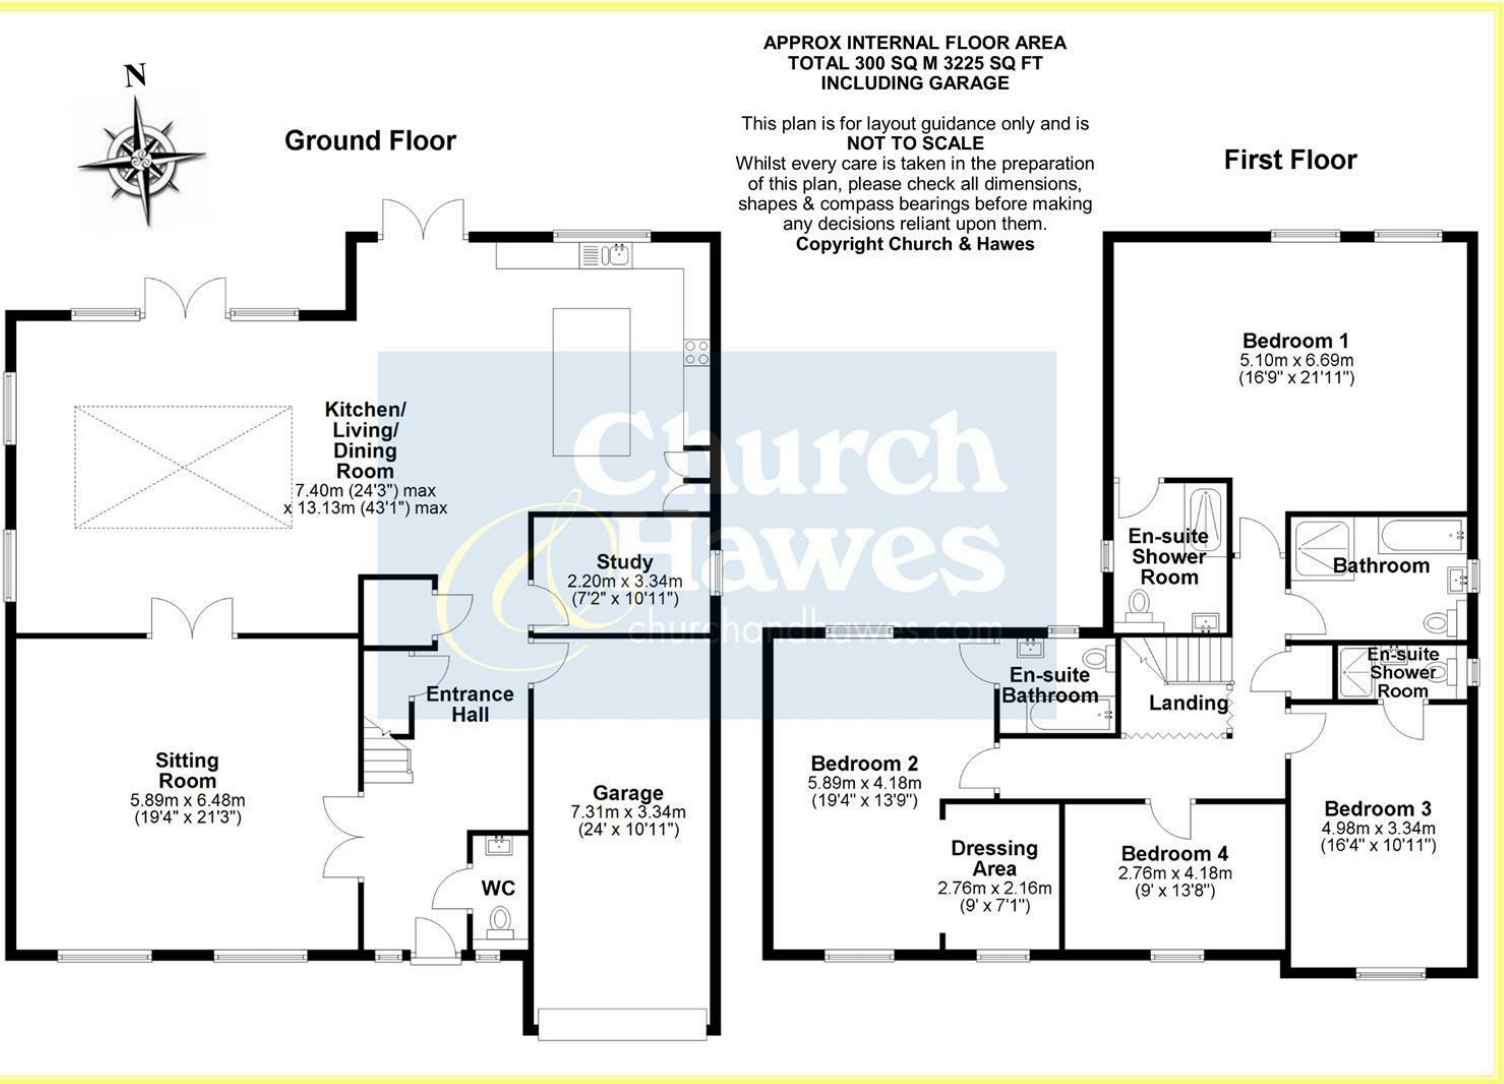 APPROX INTERNAL FLOOR AREA
TOTAL 300 SQ M 3225 SQ FT
INCLUDING GARAGE
This plan is for layout guidance only and is
NOT TO SCALE
Whilst every care is taken in the preparation
of this plan, please check all dimensions,
shapes & compass bearings before making
any decisions reliant upon them.
Copyright Church & Hawes
N
Ground Floor
Kitchen/
Living/
Dining
Room
7.40m (24'3") max
x 13.13m (43'1") max
Study
2.20m x 3.34m
(7'2" x 10'11")
Entrance
Hall
Sitting
Room
5.89m x 6.48m
(19'4" x 21'3")
Garage
7.31m x 3.34m
(24' x 10'11")
WC
Church
& Hawes
churchandhawes.com
First Floor
Bedroom 1
5.10m x 6.69m
(16'9" x 21'11")
En-suite
Shower
Room
Bathroom
En-suite
Bathroom
Landing
En-suite
Shower
Room
Bedroom 2
5.89m x 4.18m
(19'4" x 13'9")
Dressing
Area
2.76m x 2.16m
(9' x 7'1")
Bedroom 4
2.76m x 4.18m
(9' x 13'8")
Bedroom 3
4.98m x 3.34m
(16'4" x 10'11")